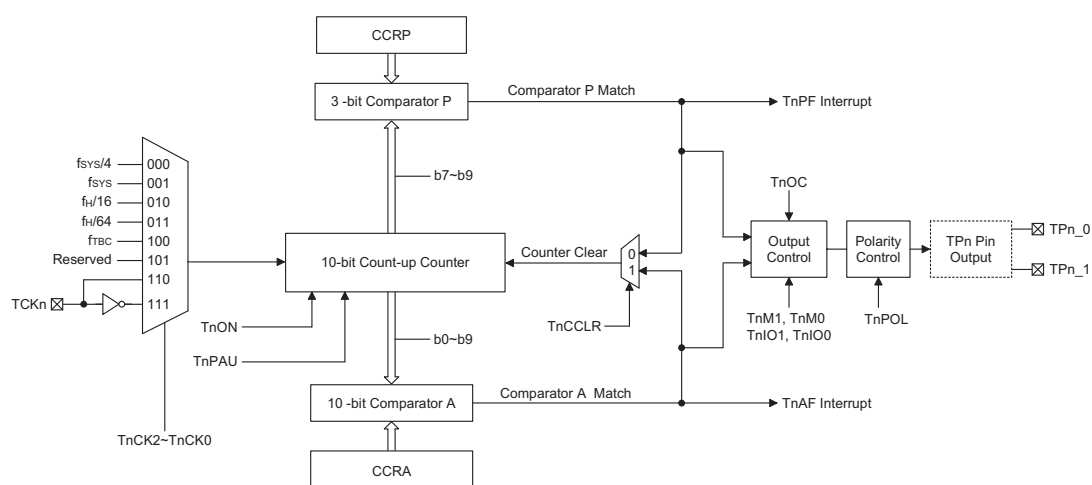 CCRP
3 -bit Comparator P
Comparator P Match
TnPF Interrupt
fSYS/4
000
fSYS
001
fH/16
010
fH/64
011
fTBC
100
Reserved
101
110
TCKn
111
b7~b9
TnOC
10-bit Count-up Counter
Counter Clear
0
1
Output
Control
Polarity
Control
TPn Pin
Output
TPn_0
TPn_1
TnON
TnPAU
TnCCLR
TnM1, TnM0
TnIO1, TnIO0
TnPOL
b0~b9
10 -bit Comparator A
Comparator A Match
TnAF Interrupt
TnCK2~TnCK0
CCRA